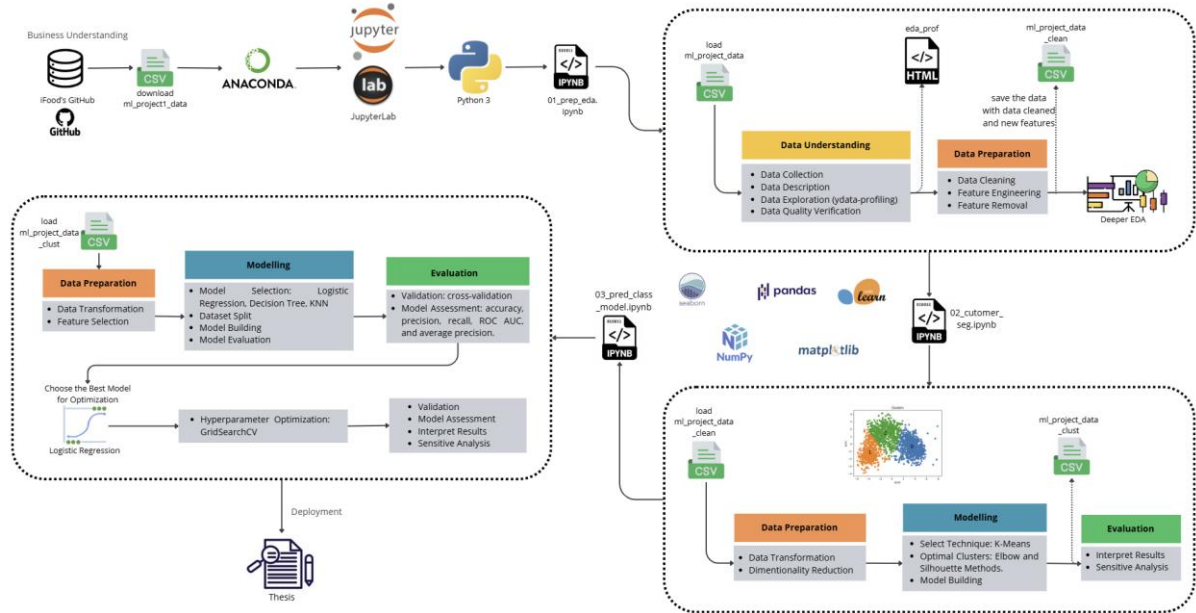 Business Understanding
iFood's GitHub
GitHub
CSV
download
ml_project1_data
ANACONDA.
jupyter
lab
JupyterLab
Python 3
IPYNB
01_prep_eda.
ipynb
load
ml_project_data
CSV
eda_prof
HTML
ml_project_data
_clean
CSV
save the data
with data cleaned
and new features
Data Understanding
• Data Collection
• Data Description
• Data Exploration (ydata-profiling)
• Data Quality Verification
Data Preparation
• Data Cleaning
• Feature Engineering
• Feature Removal
Deeper EDA
02_cutomer_
seg.ipynb
IPYNB
seaborn
pandas
learn
NumPy
matplotlib
load
ml_project_data
_clean
CSV
Clusters
ml_project_data
_clust
CSV
Data Preparation
• Data Transformation
• Dimentionality Reduction
Modelling
• Select Technique: K-Means
• Optimal Clusters: Elbow and
Silhouette Methods.
• Model Building
Evaluation
• Interpret Results
• Sensitive Analysis
03_pred_class
_model.ipynb
IPYNB
load
ml_project_data
_clust
CSV
Data Preparation
• Data Transformation
• Feature Selection
Modelling
• Model Selection: Logistic
Regression, Decision Tree, KNN
• Dataset Split
• Model Building
• Model Evaluation
Evaluation
• Validation: cross-validation
• Model Assessment: accuracy,
precision, recall, ROC AUC,
and average precision.
Choose the Best Model
for Optimization
Logistic Regression
• Hyperparameter Optimization:
GridSearchCV
• Validation
• Model Assessment
• Interpret Results
• Sensitive Analysis
Deployment
Thesis